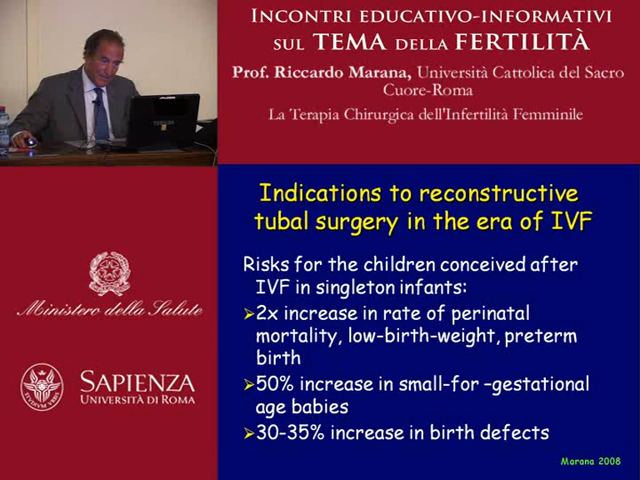 INCONTRI EDUCATIVO-INFORMATIVI
SUL TEMA DELLA FERTILITÀ
Prof. Riccardo Marana, Università Cattolica del Sacro
Cuore-Roma
La Terapia Chirurgica dell'Infertilità Femminile
Indications to reconstructive
tubal surgery in the era of IVF
Risks for the children conceived after
IVF in singleton infants:
➢2x increase in rate of perinatal
mortality, low-birth-weight, preterm
birth
➢50% increase in small-for –gestational
age babies
➢30-35% increase in birth defects
Marana 2008
Ministero della Salute
SAPIENZA
UNIVERSITÀ DI ROMA